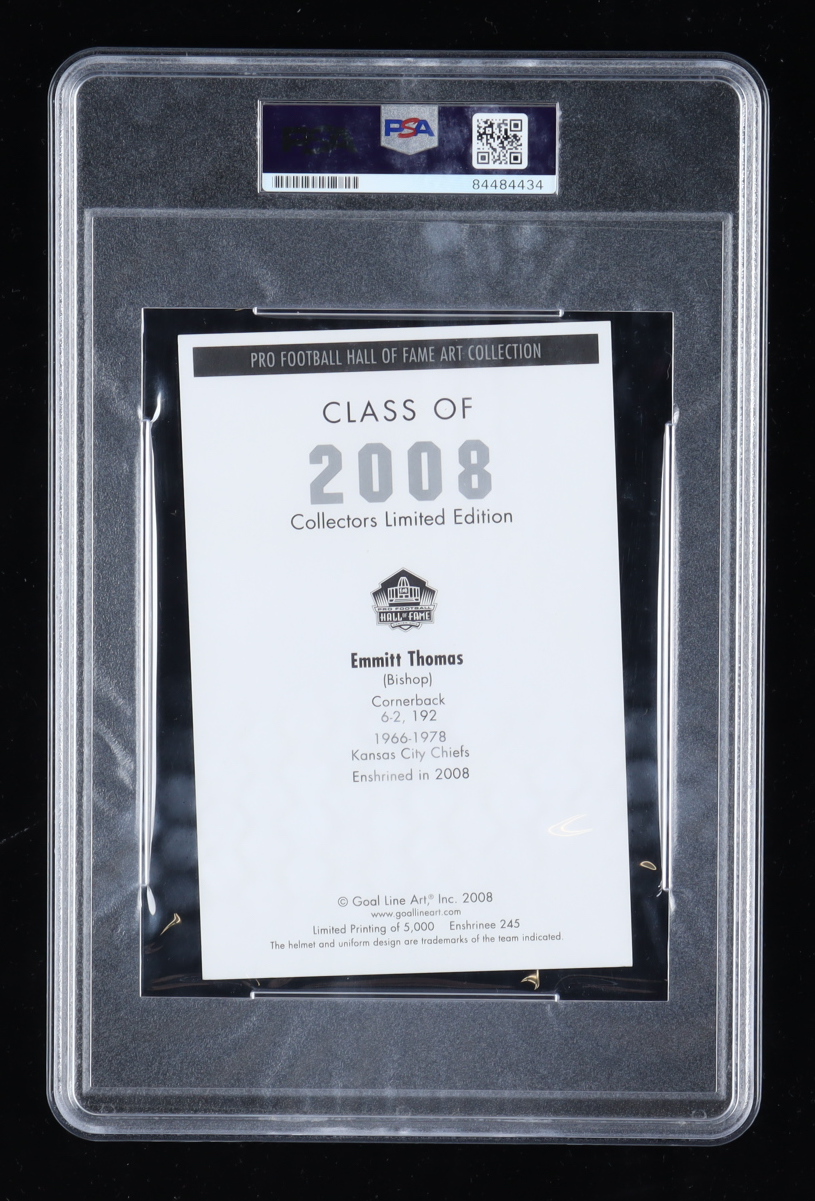 PSA
84484434
PRO FOOTBALL HALL OF FAME ART COLLECTION
CLASS OF
2008
Collectors Limited Edition
PRO FOOTBALL
HALL OF FAME
Emmitt Thomas
(Bishop)
Cornerback
6-2, 192
1966-1978
Kansas City Chiefs
Enshrined in 2008
© Goal Line Art,® Inc. 2008
www.goallineart.com
Limited Printing of 5,000 Enshrinee 245
The helmet and uniform design are trademarks of the team indicated.